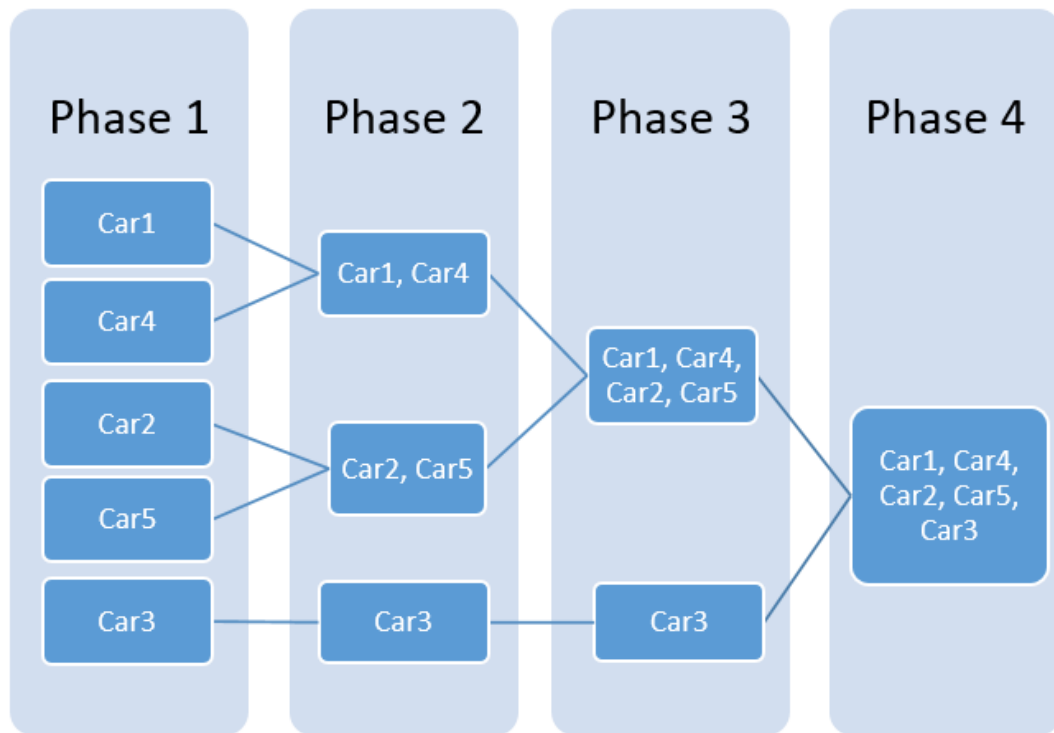 Phase 1
Car1
Car4
Car2
Car5
Car3
Phase 2
Car1, Car4
Car2, Car5
Car3
Phase 3
Car1, Car4,
Car2, Car5
Car3
Phase 4
Car1, Car4,
Car2, Car5,
Car3